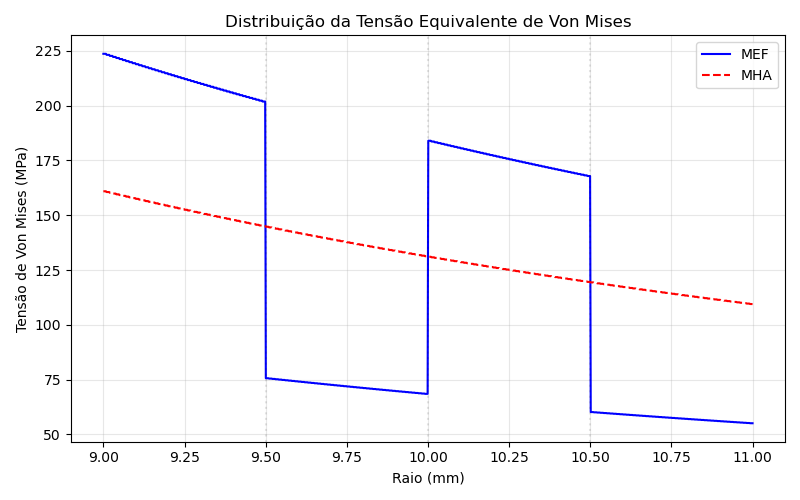 Distribuição da Tensão Equivalente de Von Mises
Tensão de Von Mises (MPa)
225
200
175
150
125
100
75
50
MEF
MHA
9.00 9.25 9.50 9.75 10.00 10.25 10.50 10.75 11.00
Raio (mm)